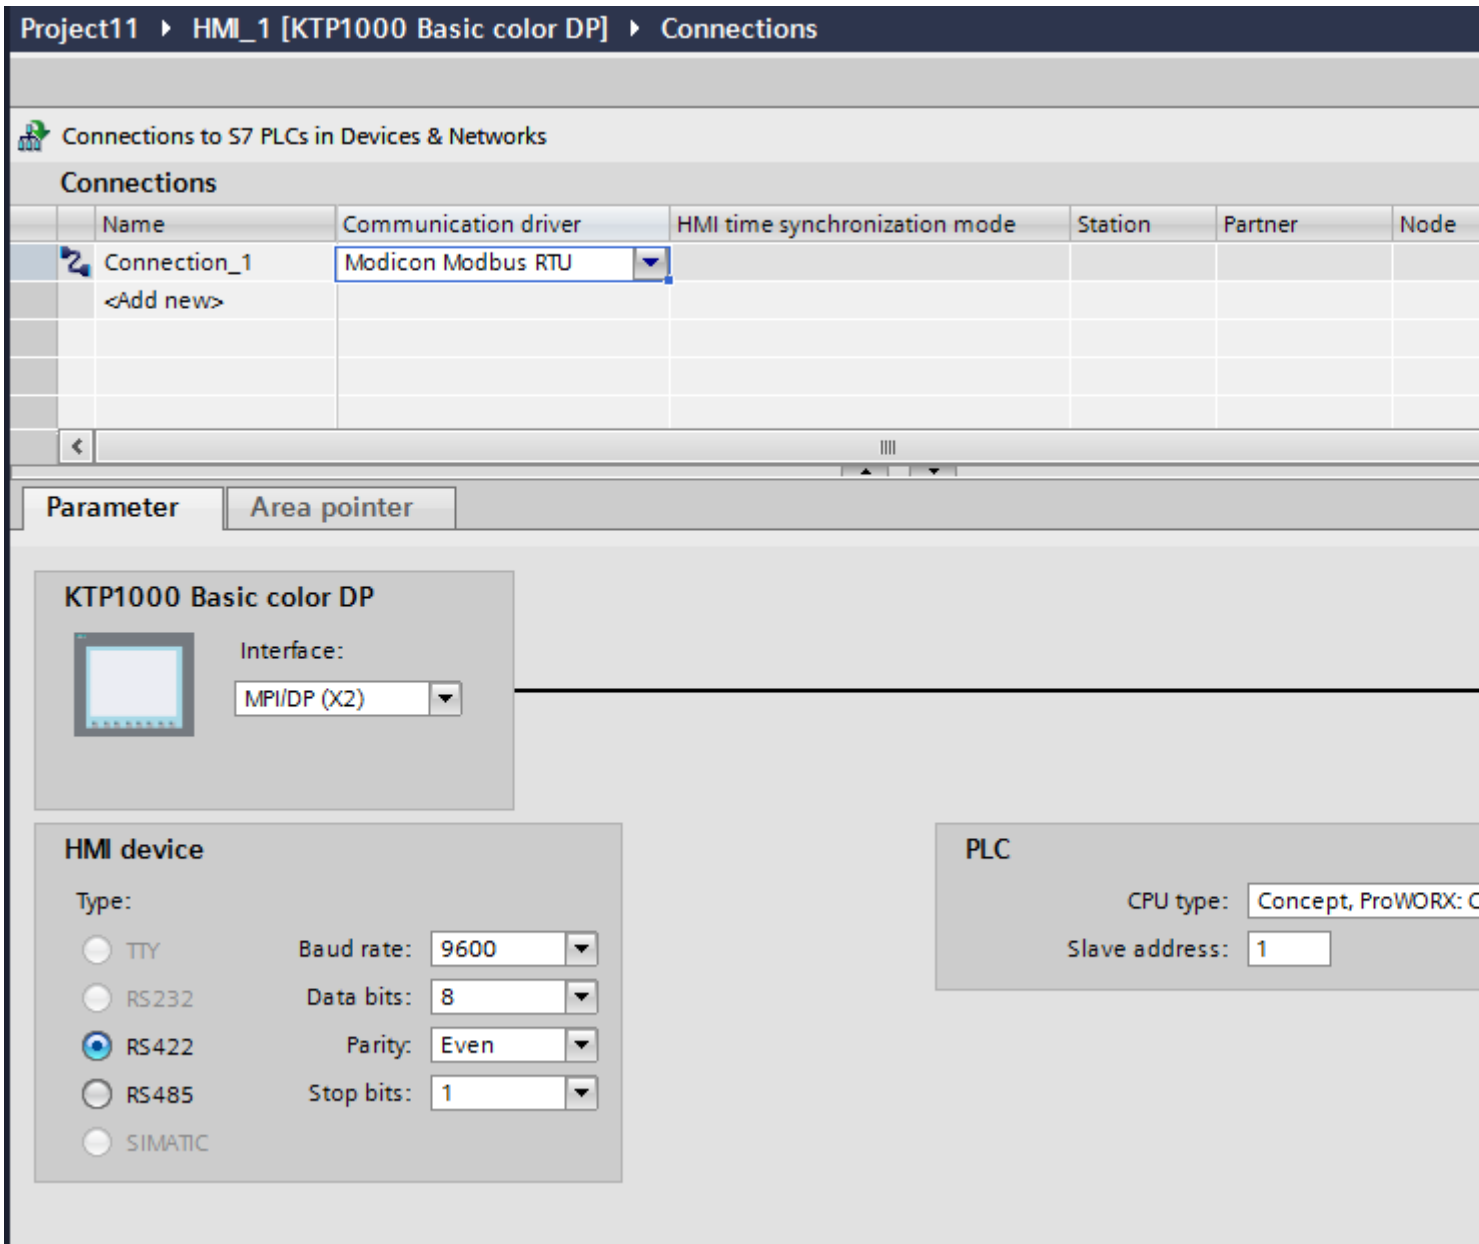 Project11 ▸ HMI_1 [KTP1000 Basic color DP] ▸ Connections
Connections to S7 PLCs in Devices & Networks
Connections
Name Communication driver HMI time synchronization mode Station Partner Node
Connection_1 Modicon Modbus RTU
<Add new>
Parameter Area pointer
KTP1000 Basic color DP
Interface:
MPI/DP (X2)
HMI device
Type:
TTY Baud rate: 9600
RS232 Data bits: 8
RS422 Parity: Even
RS485 Stop bits: 1
SIMATIC
PLC
CPU type: Concept, ProWORX:
Slave address: 1